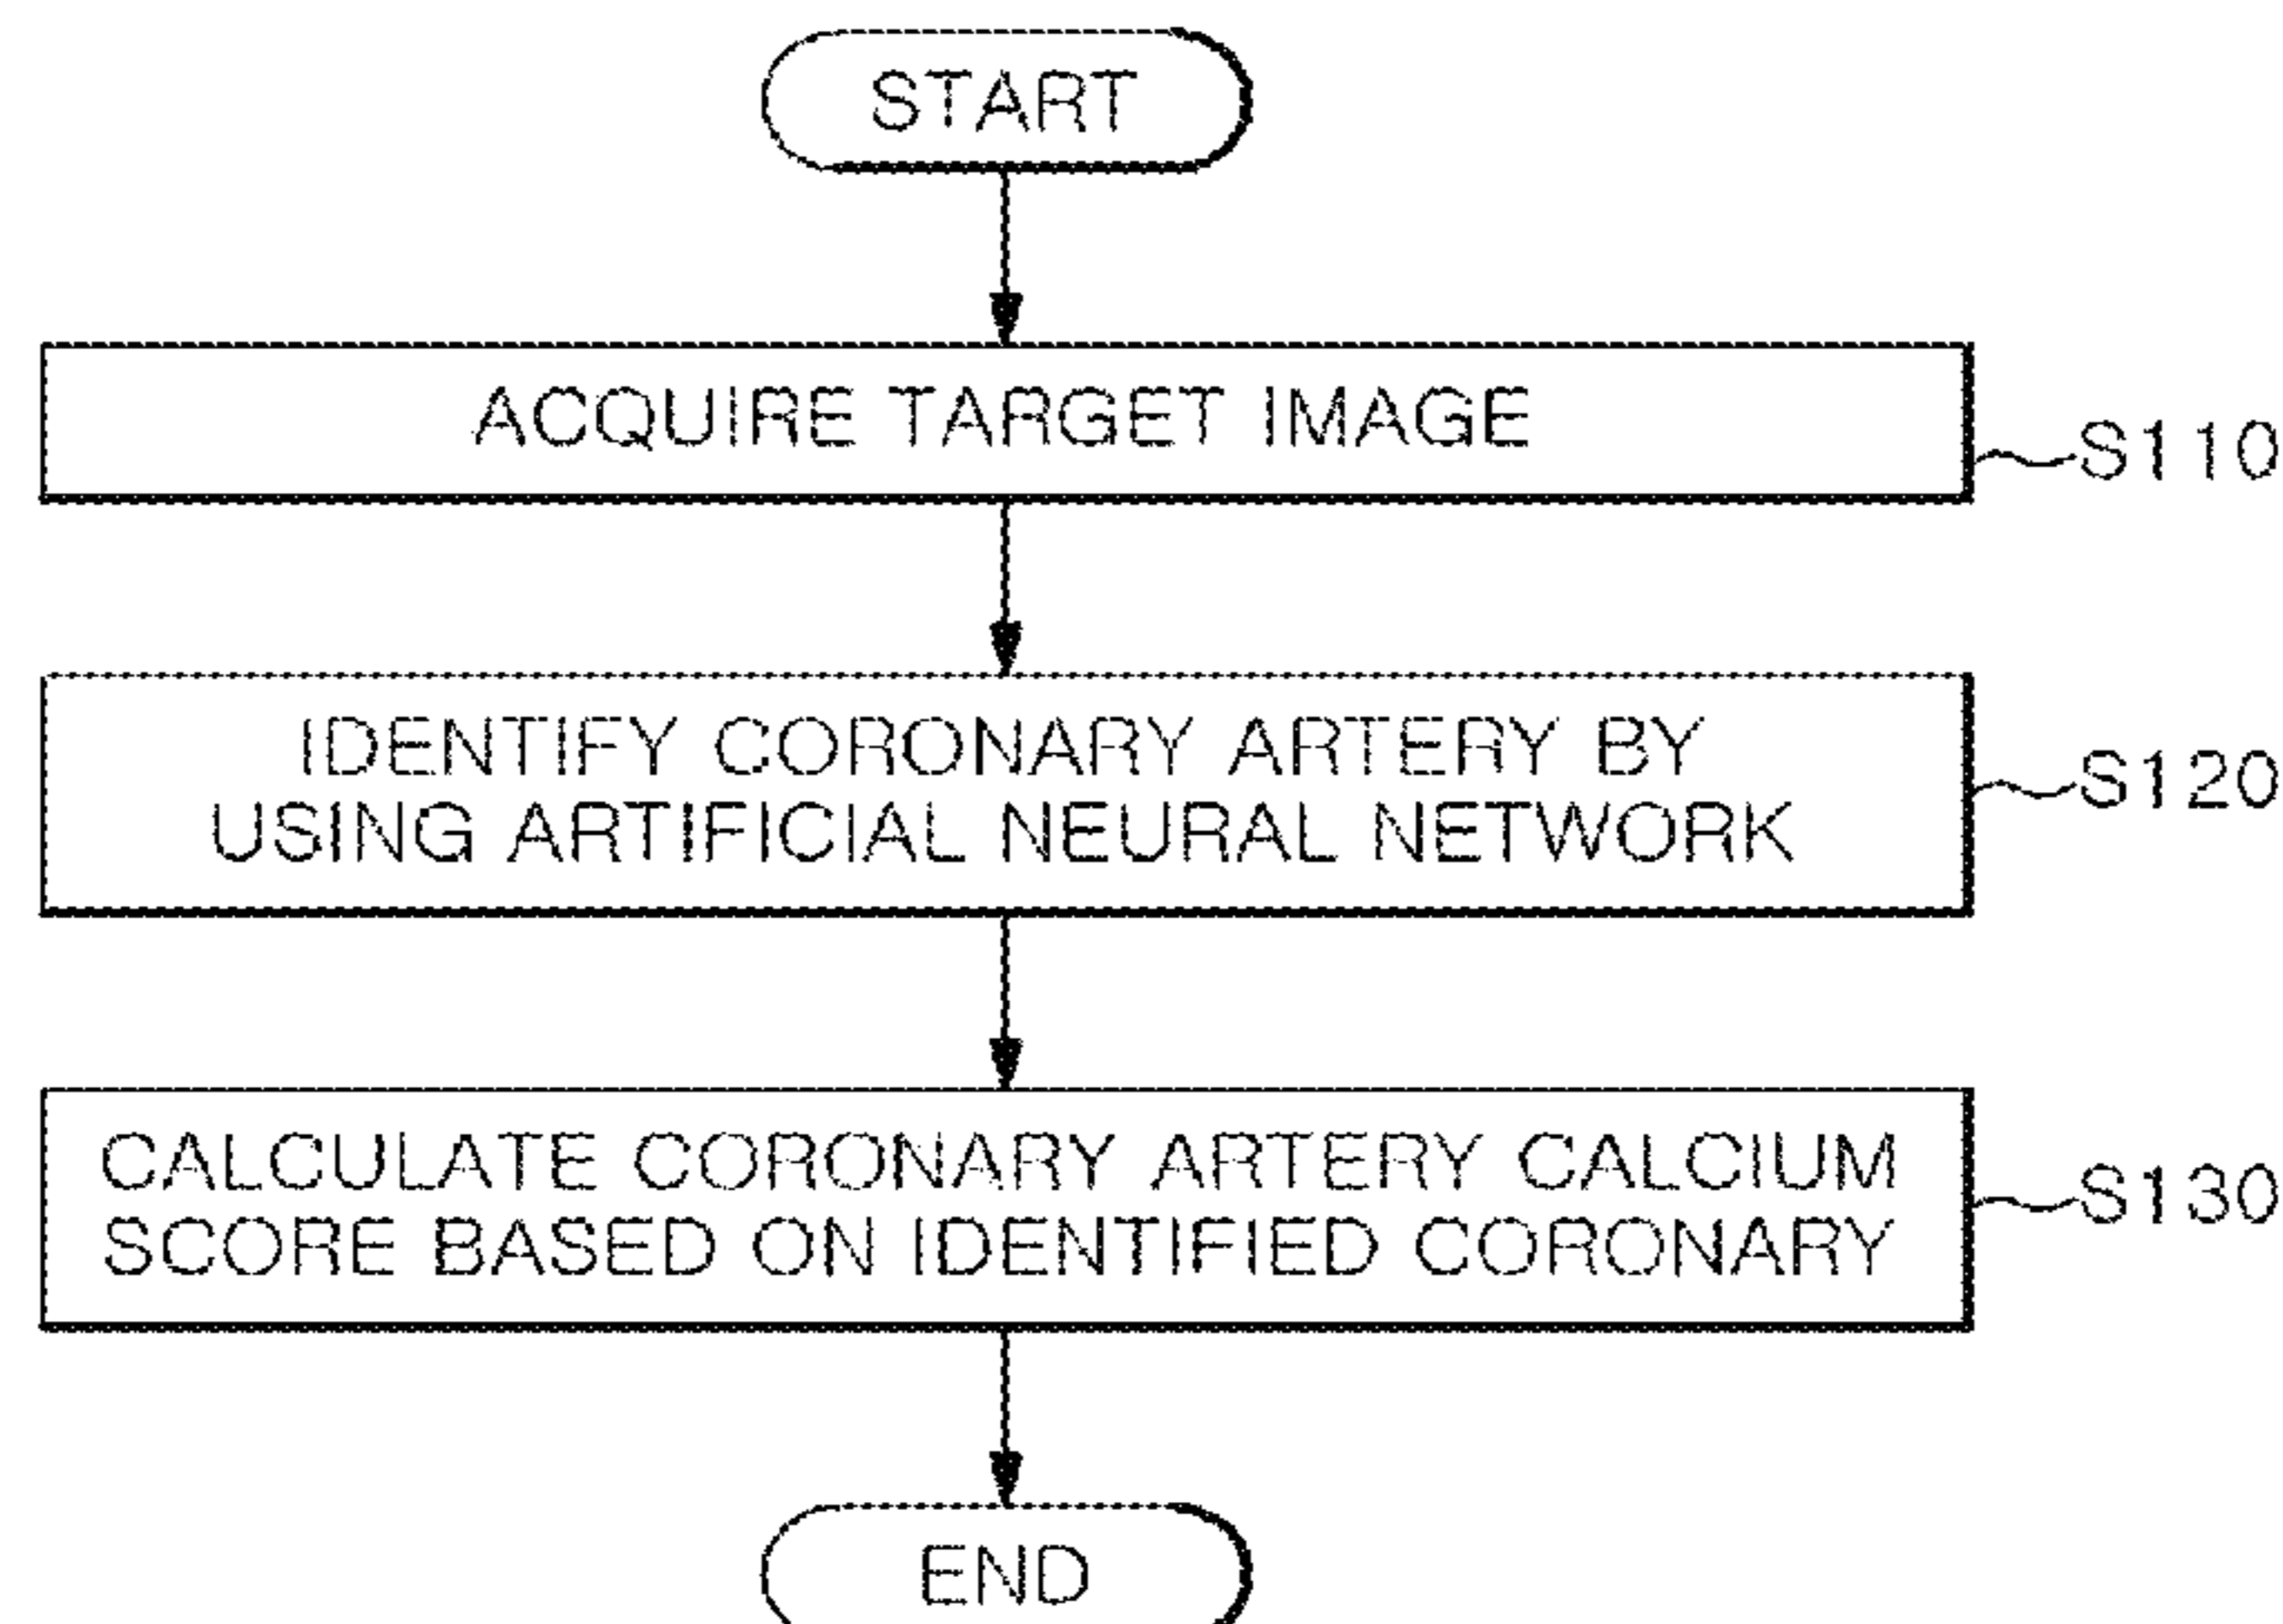 START
ACQUIRE TARGET IMAGE
S110
IDENTIFY CORONARY ARTERY BY
USING ARTIFICIAL NEURAL NETWORK
S120
CALCULATE CORONARY ARTERY CALCIUM
SCORE BASED ON IDENTIFIED CORONARY
S130
END